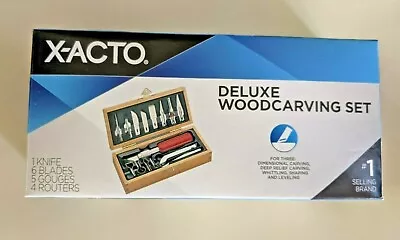 X-ACTO®
DELUXE
WOODCARVING SET
1 KNIFE
6 BLADES
5 GOUGES
4 ROUTERS
FOR THREE-
DIMENSIONAL CARVING,
DEEP RELIEF CARVING,
WHITTLING, SHAPING
AND LEVELING
#1
SELLING
BRAND